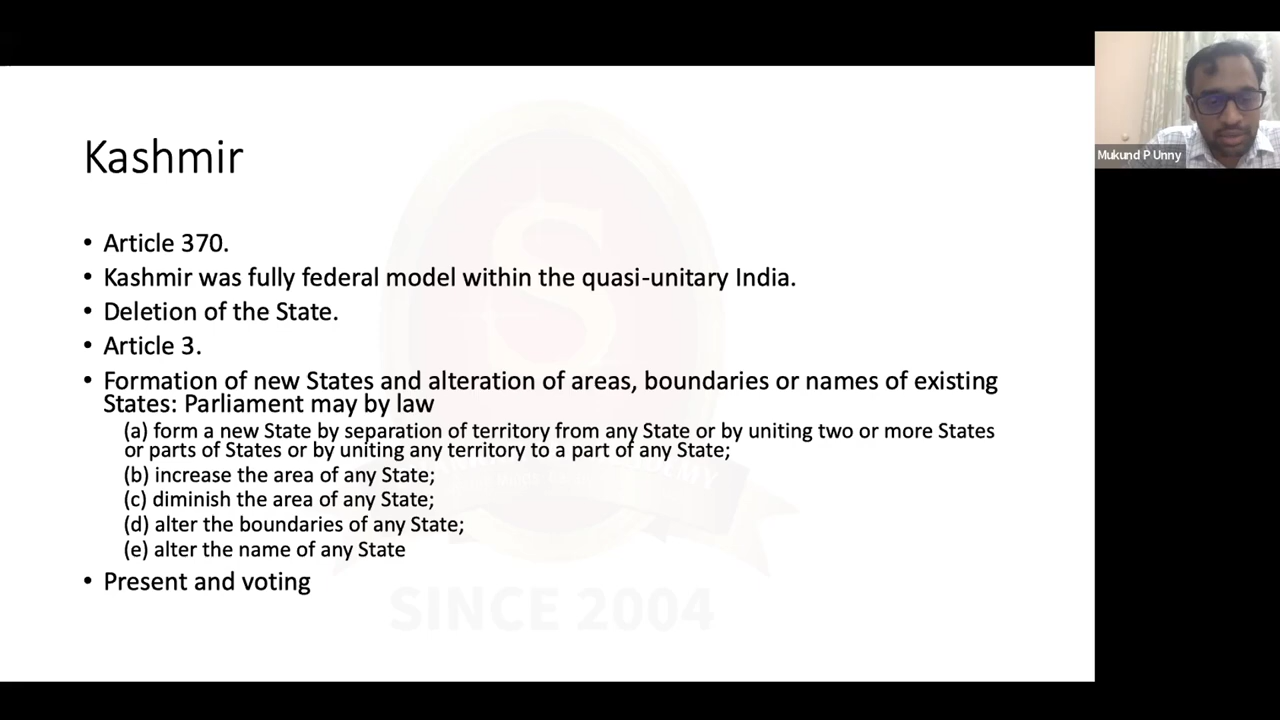 Kashmir
• Article 370.
• Kashmir was fully federal model within the quasi-unitary India.
• Deletion of the State.
• Article 3.
• Formation of new States and alteration of areas, boundaries or names of existing
States: Parliament may by law
(a) form a new State by separation of territory from any State or by uniting two or more States
or parts of States or by uniting any territory to a part of any State;
(b) increase the area of any State;
(c) diminish the area of any State;
(d) alter the boundaries of any State;
(e) alter the name of any State
• Present and voting
SINCE 2004
Mukund P Unny